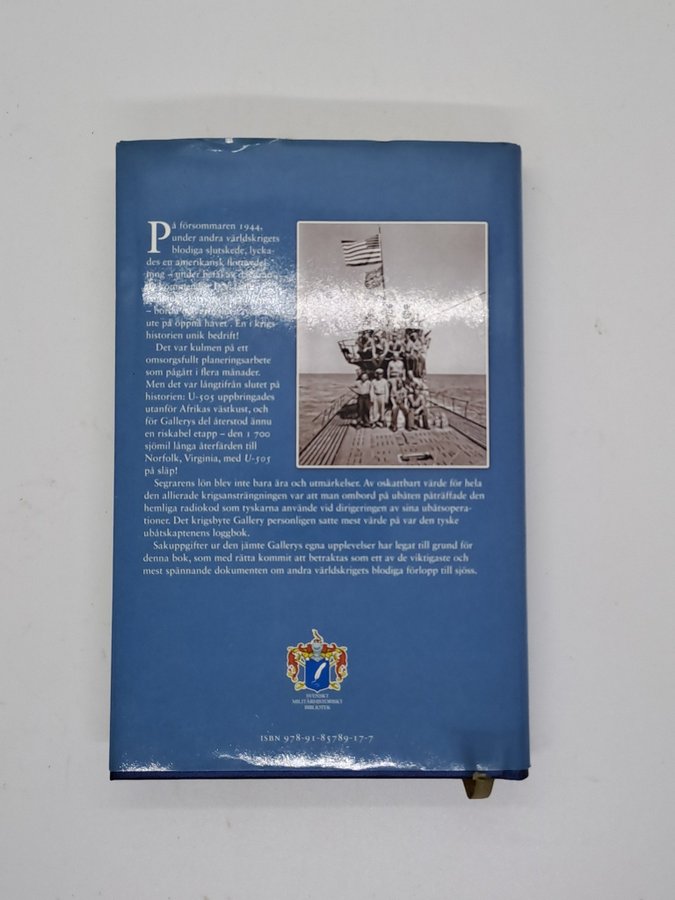 På försommaren 1944,
under andra världskrigets
blodiga slutskede, lycka-
des en amerikansk flottavdel-
ning – under befäl av
–
ute på öppna havet. En i krigs-
historien unik bedrift!
Det var kulmen på ett
omsorgsfullt planeringsarbete
som pågått i flera månader.
Men det var långtifrån slutet på
historien: U-505 uppbringades
utanför Afrikas västkust, och
för Gallerys del återstod ännu
en riskabel etapp – den 1 700
sjömil långa återfärden till
Norfolk, Virginia, med U-505
på släp!
Segrarens lön blev inte bara ära och utmärkelser. Av oskattbart värde för hela
den allierade krigsansträngningen var att man ombord på ubåten påträffade den
hemliga radiokod som tyskarna använde vid dirigeringen av sina ubåtsopera-
tioner. Det krigsbyte Gallery personligen satte mest värde på var den tyske
ubåtskaptenens loggbok.
Sakuppgifter ur den jämte Gallerys egna upplevelser har legat till grund för
denna bok, som med rätta kommit att betraktas som ett av de viktigaste och
mest spännande dokumenten om andra världskrigets blodiga förlopp till sjöss.
SVENSKT
MILITÄRHISTORISKT
BIBLIOTEK
ISBN 978-91-85789-17-7